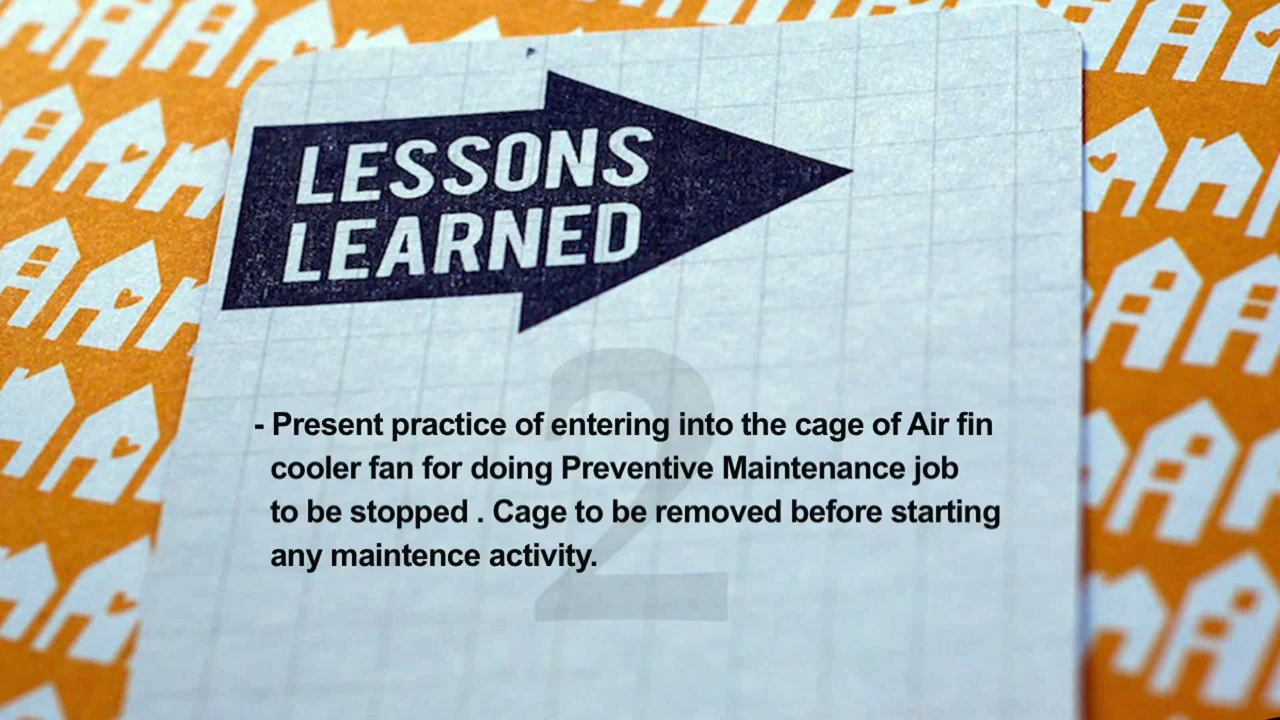 LESSONS
LEARNED
2
- Present practice of entering into the cage of Air fin
cooler fan for doing Preventive Maintenance job
to be stopped . Cage to be removed before starting
any maintence activity.